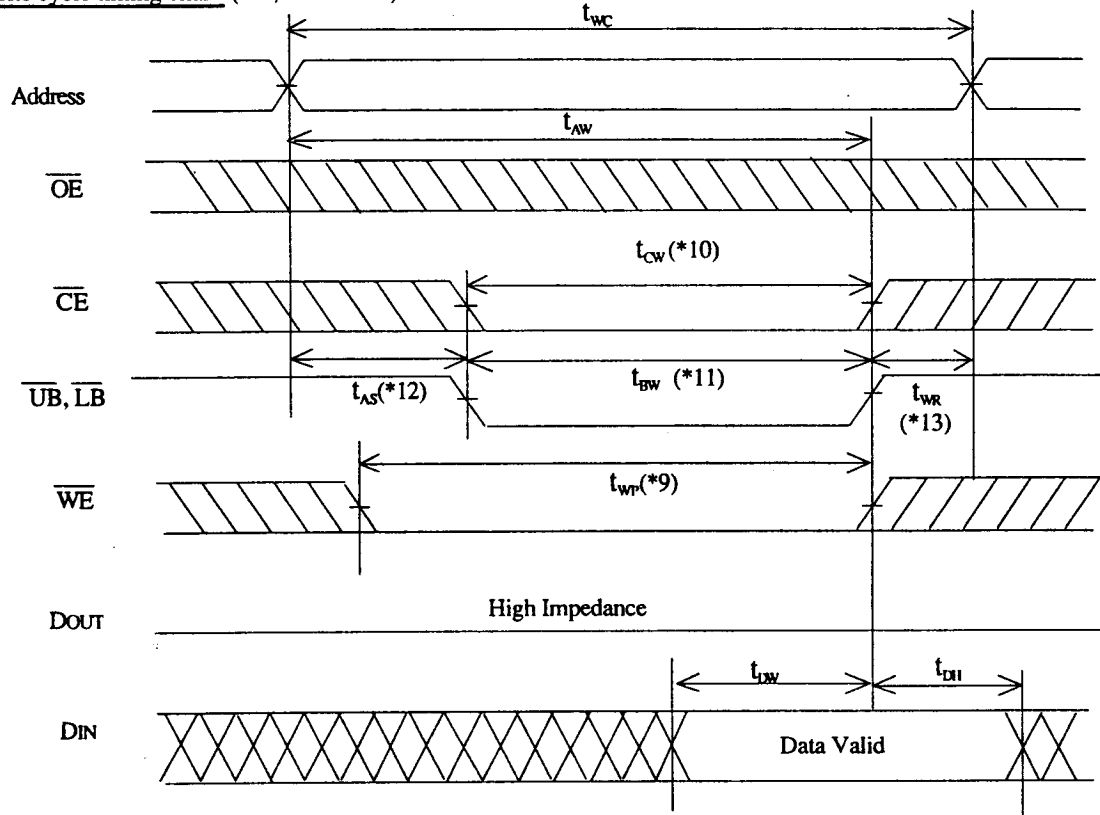 t_WC
Address
t_AW
OE
t_CW (*10)
CE
t_AS (*12)
t_BW (*11)
t_WR
(*13)
UB, LB
t_WP (*9)
WE
High Impedance
DOUT
t_DW
t_DH
DIN
Data Valid